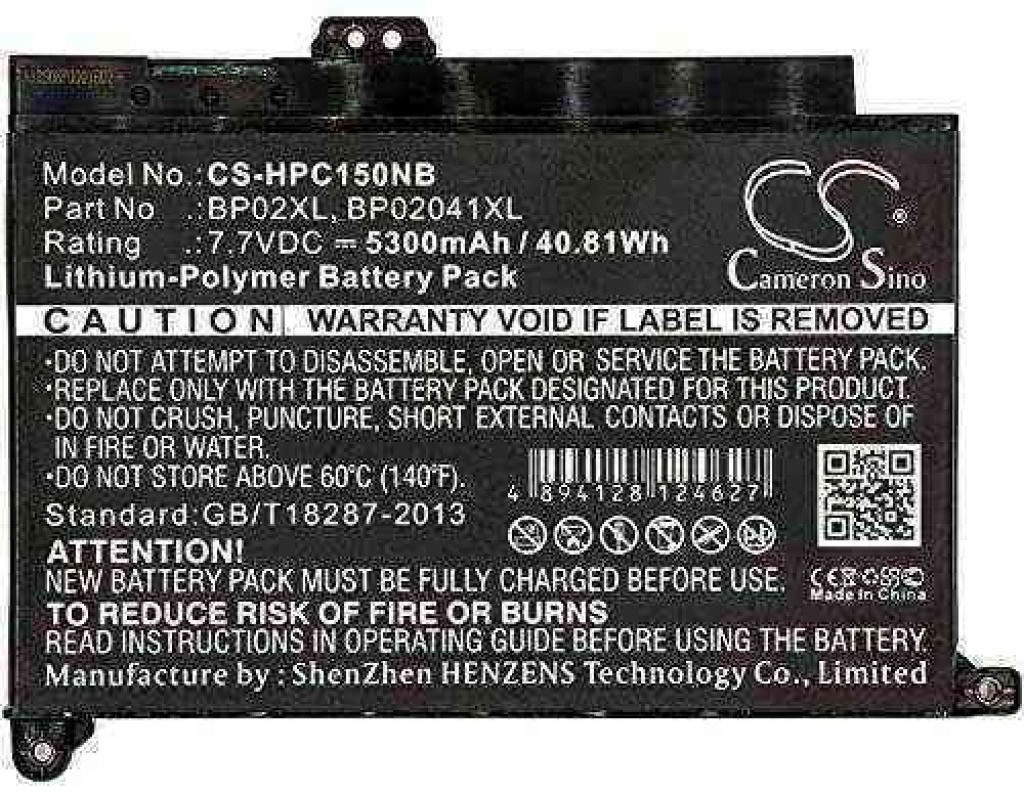 Model No.:CS-HPC150NB
Part No .:BP02XL, BP02041XL
Rating .:7.7VDC ⎓ 5300mAh / 40.81Wh
Lithium-Polymer Battery Pack
CS®
Cameron Sino
CAUTION WARRANTY VOID IF LABEL IS REMOVED
·DO NOT ATTEMPT TO DISASSEMBLE, OPEN OR SERVICE THE BATTERY PACK.
·REPLACE ONLY WITH THE BATTERY PACK DESIGNATED FOR THIS PRODUCT.
·DO NOT CRUSH, PUNCTURE, SHORT EXTERNAL CONTACTS OR DISPOSE OF
IN FIRE OR WATER.
·DO NOT STORE ABOVE 60℃ (140℉).
4 894128 124627
Standard:GB/T18287-2013
ATTENTION!
NEW BATTERY PACK MUST BE FULLY CHARGED BEFORE USE.
CE
Made In China
TO REDUCE RISK OF FIRE OR BURNS
READ INSTRUCTIONS IN OPERATING GUIDE BEFORE USING THE BATTERY.
Manufacture by : ShenZhen HENZENS Technology Co., Limited